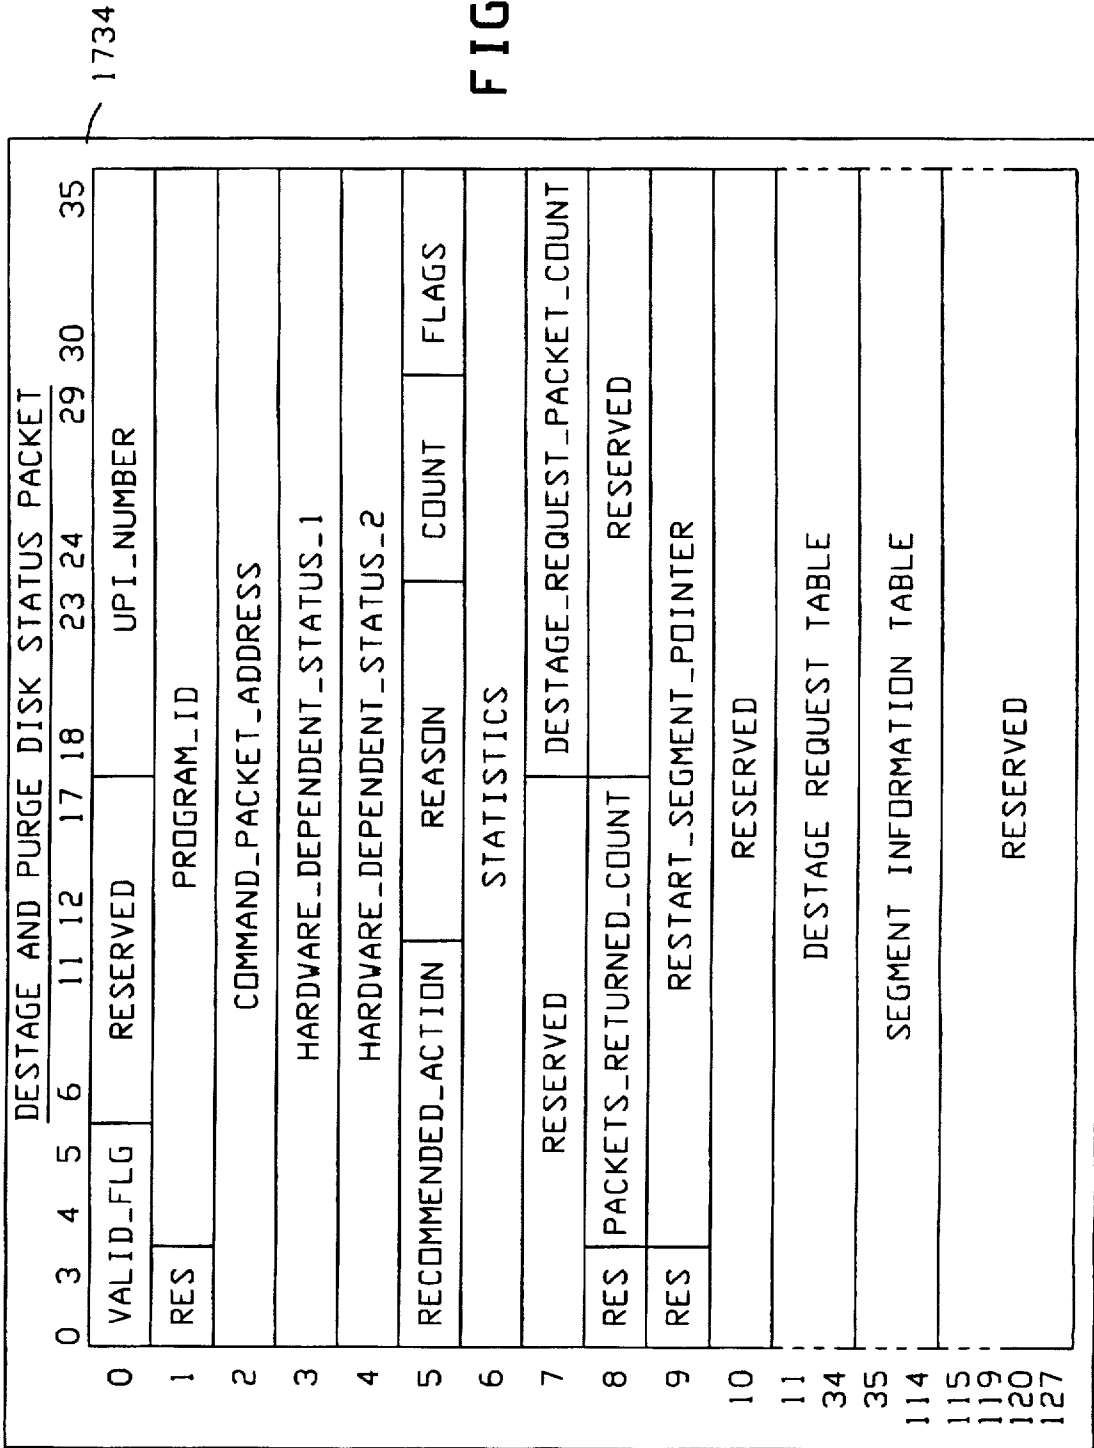 DESTAGE AND PURGE DISK STATUS PACKET
1734
0 3 4 5 6 11 12 17 18 23 24 29 30 35
0 VALID_FLG RESERVED UPI_NUMBER
1 RES PROGRAM_ID
2 COMMAND_PACKET_ADDRESS
3 HARDWARE_DEPENDENT_STATUS_1
4 HARDWARE_DEPENDENT_STATUS_2
5 RECOMMENDED_ACTION REASON COUNT FLAGS
6 STATISTICS
7 RESERVED DESTAGE_REQUEST_PACKET_COUNT
8 RES PACKETS_RETURNED_COUNT RESERVED
9 RES RESTART_SEGMENT_POINTER
10 RESERVED
11
34 DESTAGE REQUEST TABLE
35
114 SEGMENT INFORMATION TABLE
115
119
120 RESERVED
127
FIG